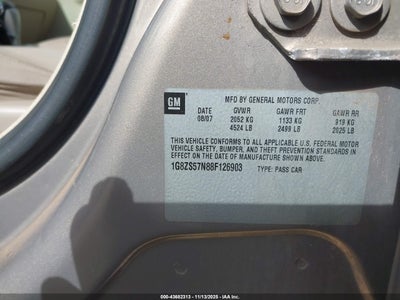 GM
MFD BY GENERAL MOTORS CORP.
DATE GVWR GAWR FRT GAWR RR
08/07 2052 KG 1133 KG 919 KG
4524 LB 2499 LB 2025 LB
THIS VEHICLE CONFORMS TO ALL APPLICABLE U.S. FEDERAL MOTOR
VEHICLE SAFETY, BUMPER, AND THEFT PREVENTION STANDARDS
IN EFFECT ON THE DATE OF MANUFACTURE SHOWN ABOVE.
1G8ZS57N88F126903 TYPE: PASS CAR
000-43682313 - 11/13/2025 - IAA, Inc.